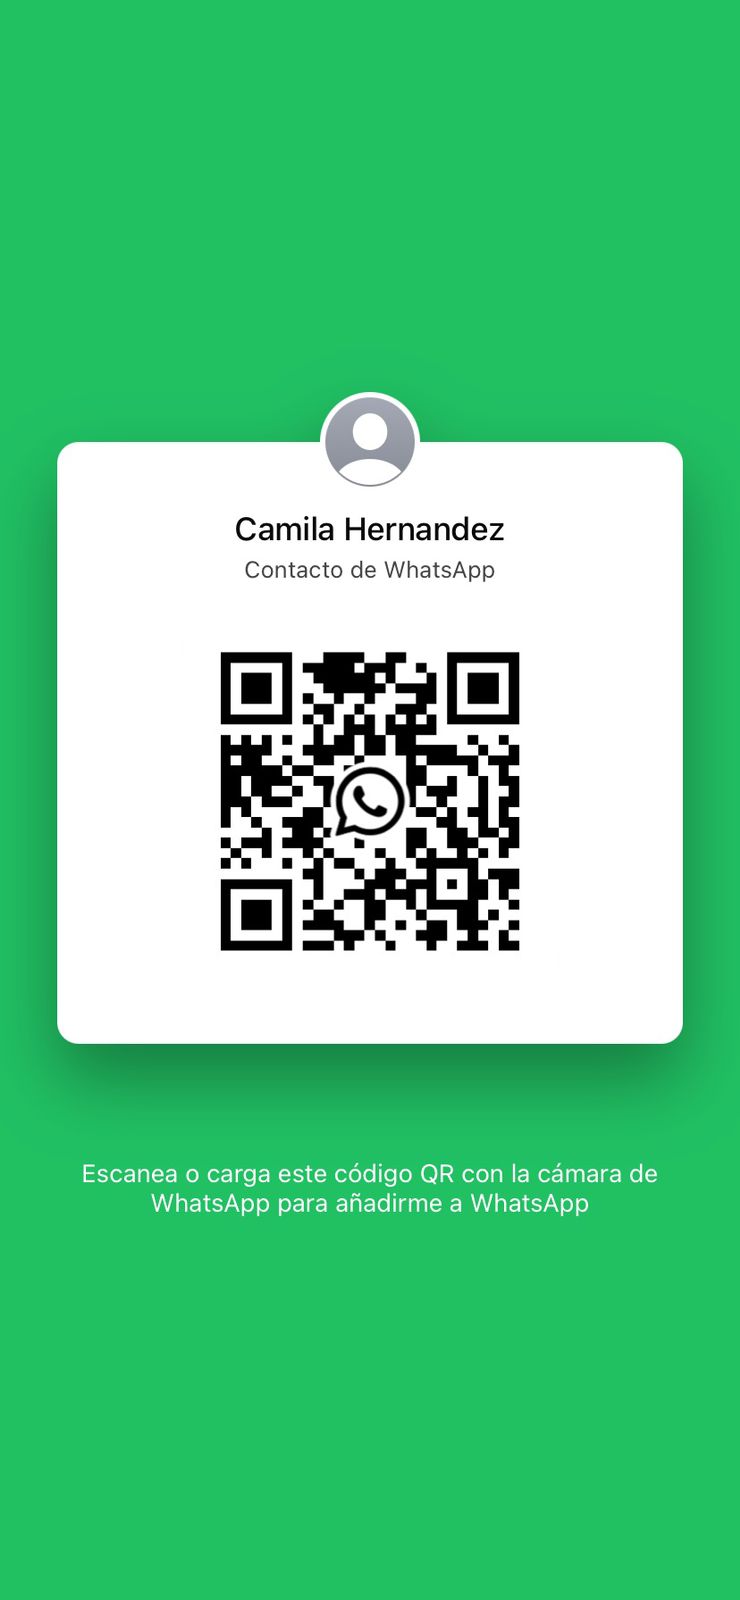 Camila Hernandez
Contacto de WhatsApp
Escanea o carga este código QR con la cámara de
WhatsApp para añadirme a WhatsApp